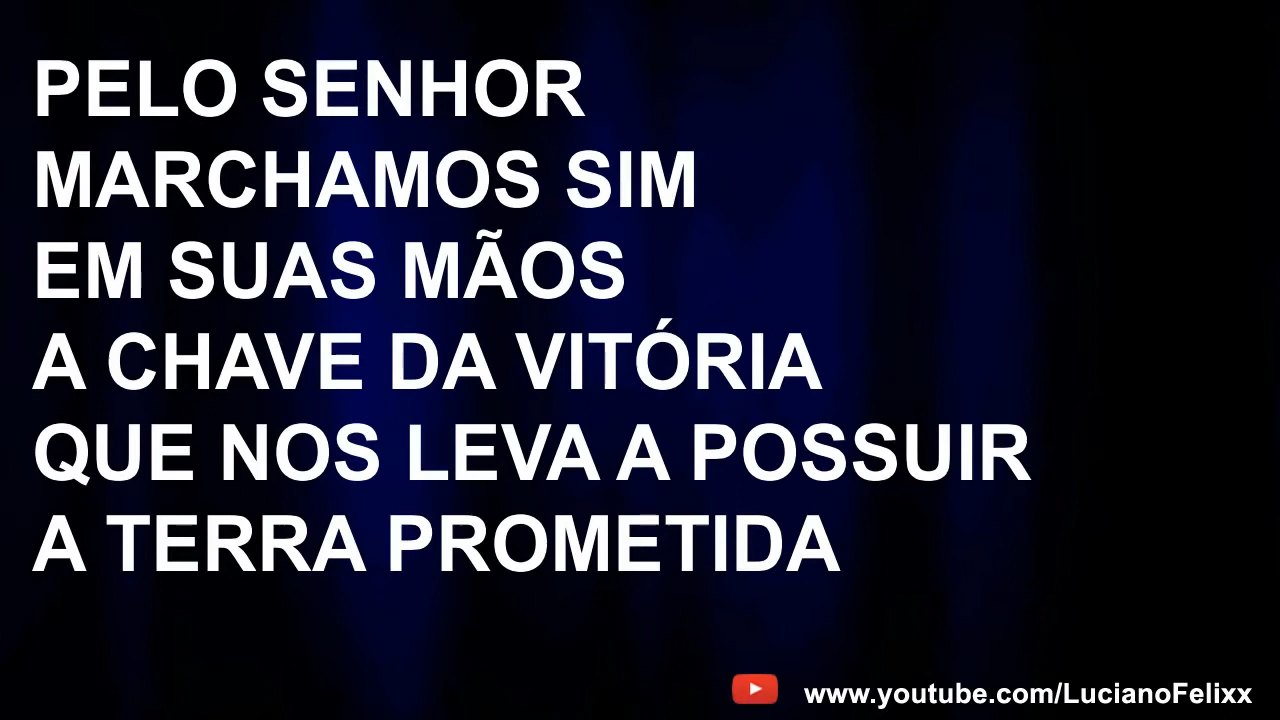 PELO SENHOR
MARCHAMOS SIM
EM SUAS MÃOS
A CHAVE DA VITÓRIA
QUE NOS LEVA A POSSUIR
A TERRA PROMETIDA
www.youtube.com/LucianoFelixx